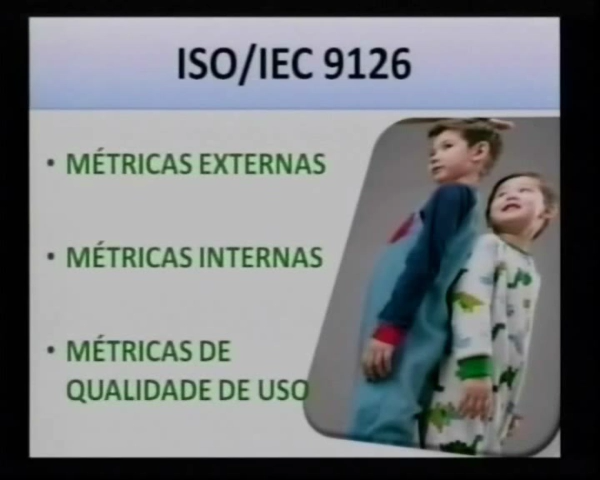 ISO/IEC 9126
• MÉTRICAS EXTERNAS
• MÉTRICAS INTERNAS
• MÉTRICAS DE
QUALIDADE DE USO